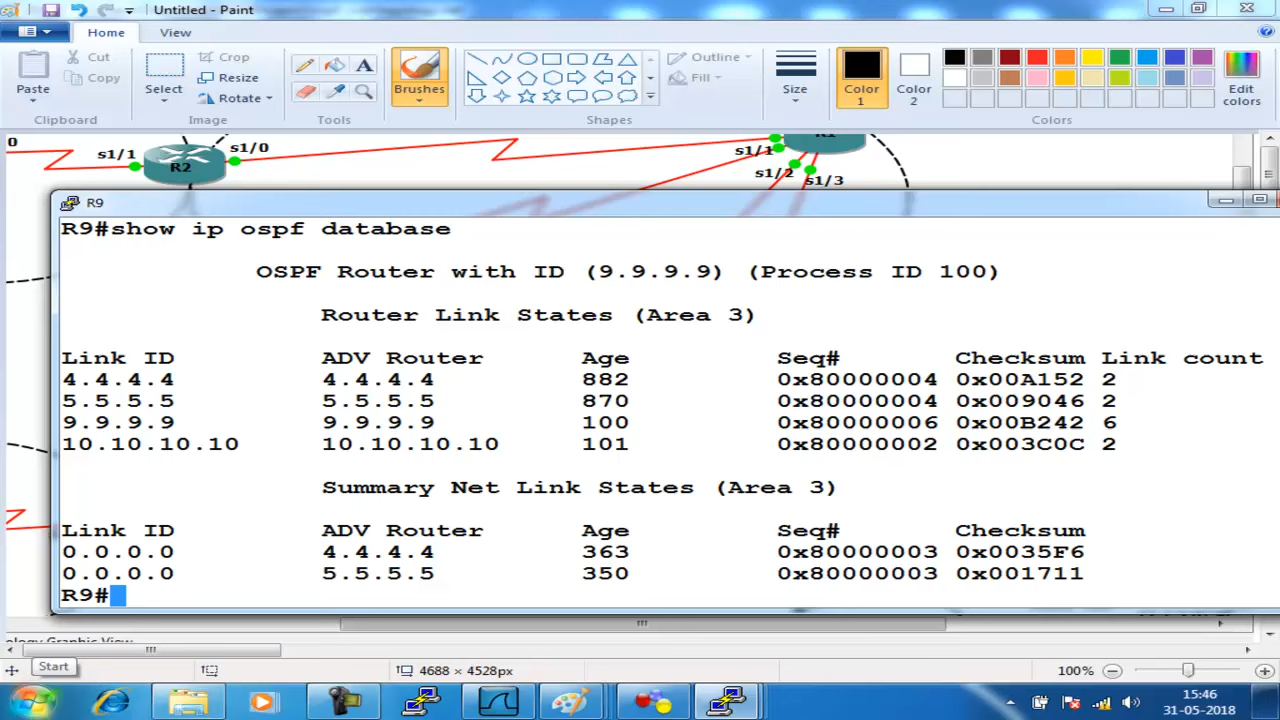 Untitled - Paint
Home View
Cut
Copy
Paste
Clipboard
Crop
Resize
Rotate
Select
Image
Tools
Brushes
Shapes
Outline
Fill
Size
Color 1
Color 2
Edit colors
Colors
0
s1/1
R2
s1/0
s1/1
s1/2
s1/3
R9
R9#show ip ospf database
OSPF Router with ID (9.9.9.9) (Process ID 100)
Router Link States (Area 3)
Link ID ADV Router Age Seq# Checksum Link count
4.4.4.4 4.4.4.4 882 0x80000004 0x00A152 2
5.5.5.5 5.5.5.5 870 0x80000004 0x009046 2
9.9.9.9 9.9.9.9 100 0x80000006 0x00B242 6
10.10.10.10 10.10.10.10 101 0x80000002 0x003C0C 2
Summary Net Link States (Area 3)
Link ID ADV Router Age Seq# Checksum
0.0.0.0 4.4.4.4 363 0x80000003 0x0035F6
0.0.0.0 5.5.5.5 350 0x80000003 0x001711
R9#
ology Graphic View
Start
4688 × 4528px
100%
15:46
31-05-2018